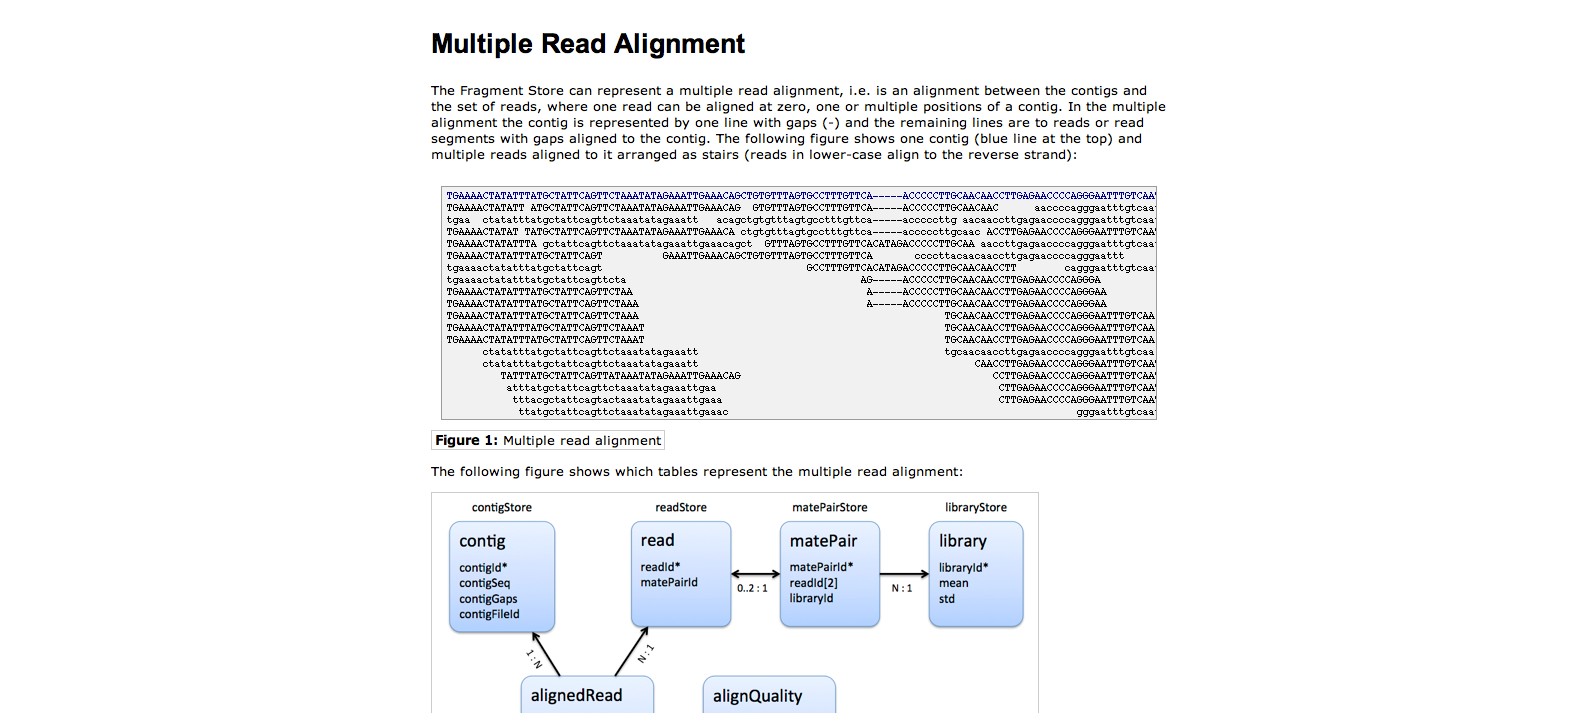 Multiple Read Alignment
The Fragment Store can represent a multiple read alignment, i.e. is an alignment between the contigs and
the set of reads, where one read can be aligned at zero, one or multiple positions of a contig. In the multiple
alignment the contig is represented by one line with gaps (-) and the remaining lines are to reads or read
segments with gaps aligned to the contig. The following figure shows one contig (blue line at the top) and
multiple reads aligned to it arranged as stairs (reads in lower-case align to the reverse strand):
TGAAAACTATATTTATGCTATTCAGTTCTAAATATAGAAATTGAAACAGCTGTGTTTAGTGCCTTTGTTCA-----ACCCCCTTGCAACAACCTTGAGAACCCCAGGGAATTTGTCAA
TGAAAACTATATT ATGCTATTCAGTTCTAAATATAGAAATTGAAACAG GTGTTTAGTGCCTTTGTTCA-----ACCCCCTTGCAACAAC aaccccagggaatttgtcaa
tgaa ctatatttatgctattcagttctaaatatagaaatt acagctgtgtttagtgcctttgttca-----acccccttg aacaaccttgagaaccccagggaatttgtcaa
TGAAAACTATAT TATGCTATTCAGTTCTAAATATAGAAATTGAAACA ctgtgtttagtgcctttgttca-----acccccttgcaac ACCTTGAGAACCCCAGGGAATTTGTCAA
TGAAAACTATATTTA gctattcagttctaaatatagaaattgaaacagct GTTTAGTGCCTTTGTTCACATAGACCCCCTTGCAA aaccttgagaaccccagggaatttgtcaa
TGAAAACTATATTTATGCTATTCAGT GAAATTGAAACAGCTGTGTTTAGTGCCTTTGTTCA ccccttacaacaaccttgagaaccccagggaattt
tgaaaactatatttatgctattcagt GCCTTTGTTCACATAGACCCCCTTGCAACAACCTT cagggaatttgtcaa
tgaaaactatatttatgctattcagttcta AG-----ACCCCCTTGCAACAACCTTGAGAACCCCAGGGA
TGAAAACTATATTTATGCTATTCAGTTCTAA A-----ACCCCCTTGCAACAACCTTGAGAACCCCAGGGAA
TGAAAACTATATTTATGCTATTCAGTTCTAAA A-----ACCCCCTTGCAACAACCTTGAGAACCCCAGGGAA
TGAAAACTATATTTATGCTATTCAGTTCTAAA TGCAACAACCTTGAGAACCCCAGGGAATTTGTCAA
TGAAAACTATATTTATGCTATTCAGTTCTAAAT TGCAACAACCTTGAGAACCCCAGGGAATTTGTCAA
TGAAAACTATATTTATGCTATTCAGTTCTAAAT TGCAACAACCTTGAGAACCCCAGGGAATTTGTCAA
ctatatttatgctattcagttctaaatatagaaatt tgcaacaaccttgagaaccccagggaatttgtcaa
ctatatttatgctattcagttctaaatatagaaatt CAACCTTGAGAACCCCAGGGAATTTGTCAA
TATTTATGCTATTCAGTTATAAATATAGAAATTGAAACAG CCTTGAGAACCCCAGGGAATTTGTCAA
atttatgctattcagttctaaatatagaaattgaa CTTGAGAACCCCAGGGAATTTGTCAA
tttacgctattcagtactaaatatagaaattgaaa CTTGAGAACCCCAGGGAATTTGTCAA
ttatgctattcagttctaaatatagaaattgaaac gggaatttgtcaa
Figure 1: Multiple read alignment
The following figure shows which tables represent the multiple read alignment:
contigStore readStore matePairStore libraryStore
contig read matePair library
contigId* readId* matePairId* libraryId*
contigSeq matePairId readId[2] mean
contigGaps libraryId std
contigFileId
0..2 : 1 N : 1
1 : N N : 1
alignedRead alignQuality